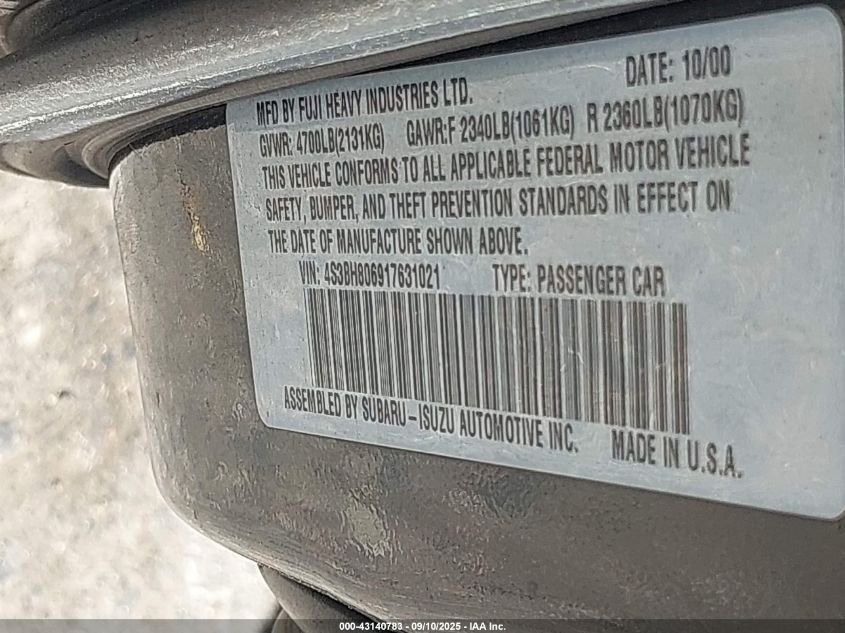 DATE: 10/00
MFD BY FUJI HEAVY INDUSTRIES LTD.
GVWR: 4700LB(2131KG) GAWR:F 2340LB(1061KG) R 2360LB(1070KG)
THIS VEHICLE CONFORMS TO ALL APPLICABLE FEDERAL MOTOR VEHICLE
SAFETY, BUMPER, AND THEFT PREVENTION STANDARDS IN EFFECT ON
THE DATE OF MANUFACTURE SHOWN ABOVE.
VIN: 4S3BH806917631021 TYPE: PASSENGER CAR
ASSEMBLED BY SUBARU-ISUZU AUTOMOTIVE INC. MADE IN U.S.A.
000-43140783 - 09/10/2025 - IAA Inc.